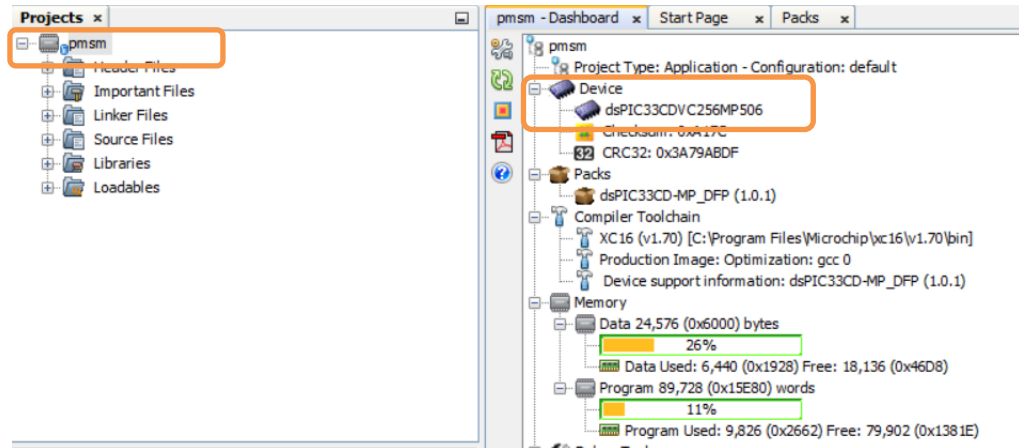 Projects
pmsm
Header Files
Important Files
Linker Files
Source Files
Libraries
Loadables
pmsm - Dashboard
Start Page
Packs
pmsm
Project Type: Application - Configuration: default
Device
dsPIC33CDVC256MP506
Checksum: 0xA17C
32 CRC32: 0x3A79ABDF
Packs
dsPIC33CD-MP_DFP (1.0.1)
Compiler Toolchain
XC16 (v1.70) [C:\Program Files\Microchip\xc16\v1.70\bin]
Production Image: Optimization: gcc 0
Device support information: dsPIC33CD-MP_DFP (1.0.1)
Memory
Data 24,576 (0x6000) bytes
26%
Data Used: 6,440 (0x1928) Free: 18,136 (0x46D8)
Program 89,728 (0x15E80) words
11%
Program Used: 9,826 (0x2662) Free: 79,902 (0x1381E)